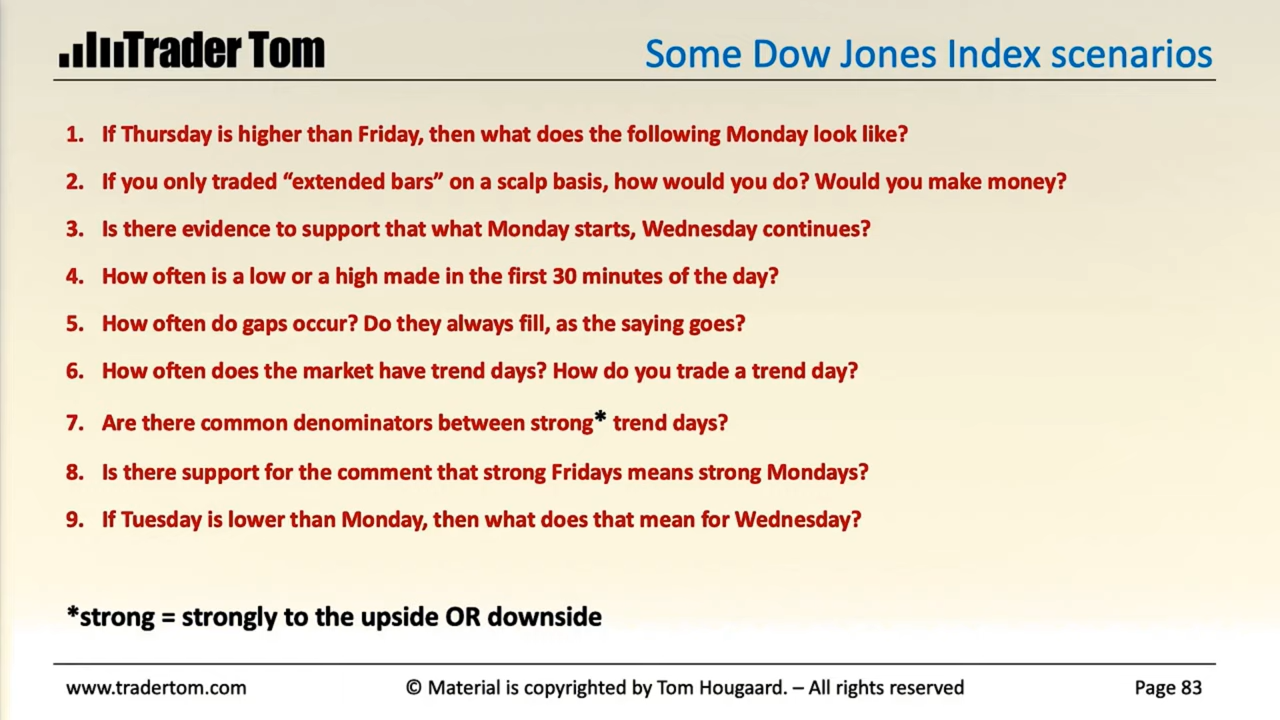 Trader Tom
Some Dow Jones Index scenarios
1. If Thursday is higher than Friday, then what does the following Monday look like?
2. If you only traded “extended bars” on a scalp basis, how would you do? Would you make money?
3. Is there evidence to support that what Monday starts, Wednesday continues?
4. How often is a low or a high made in the first 30 minutes of the day?
5. How often do gaps occur? Do they always fill, as the saying goes?
6. How often does the market have trend days? How do you trade a trend day?
7. Are there common denominators between strong* trend days?
8. Is there support for the comment that strong Fridays means strong Mondays?
9. If Tuesday is lower than Monday, then what does that mean for Wednesday?
*strong = strongly to the upside OR downside
www.tradertom.com
© Material is copyrighted by Tom Hougaard. – All rights reserved
Page 83